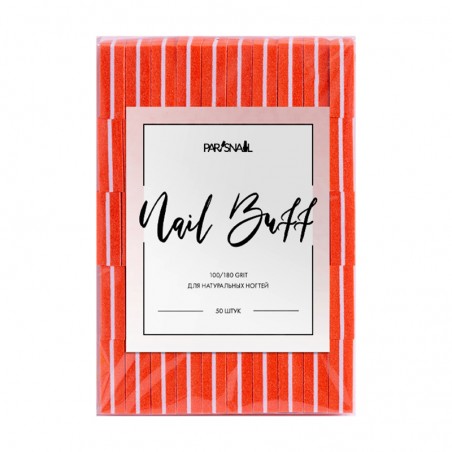 PARISNAIL
Nail Buff
100/180 GRIT
ДЛЯ НАТУРАЛЬНЫХ НОГТЕЙ
50 ШТУК